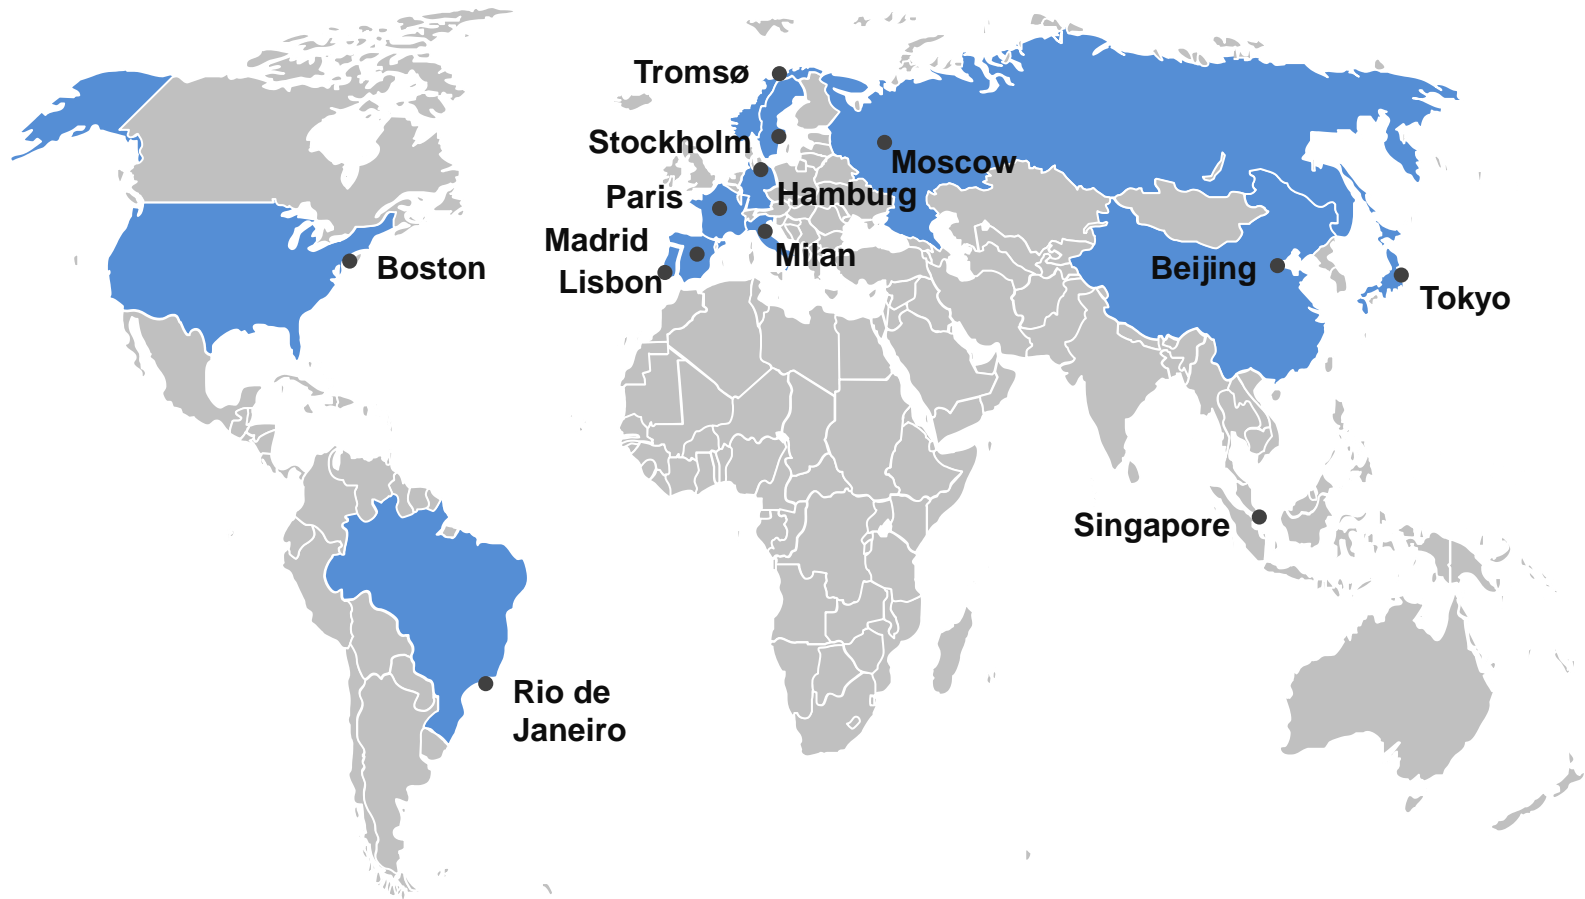 Tromsø
Stockholm
Moscow
Paris
Hamburg
Madrid
Milan
Lisbon
Boston
Beijing
Tokyo
Singapore
Rio de
Janeiro